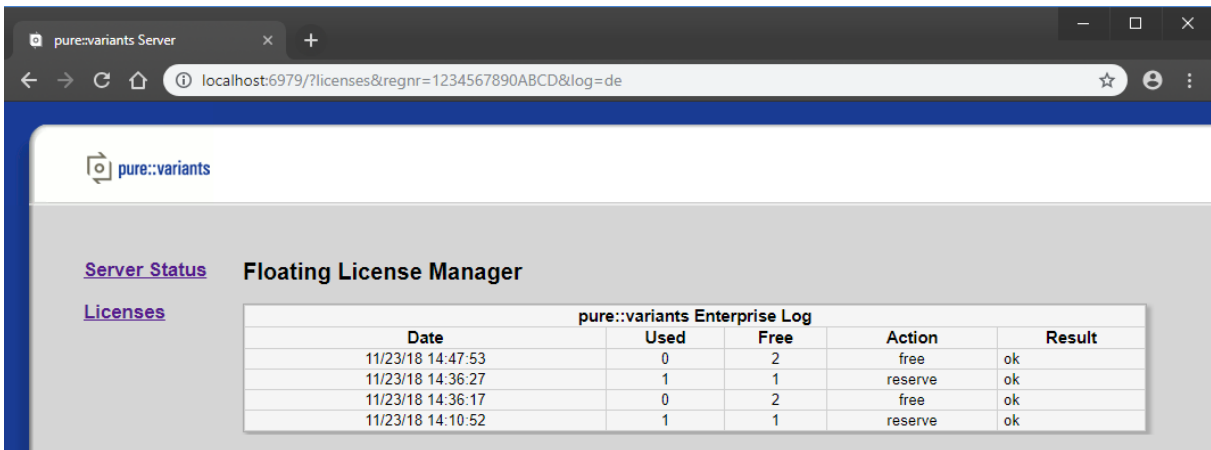 pure::variants Server
localhost:6979/?licenses&regnr=1234567890ABCD&log=de
pure::variants
Server Status
Licenses
Floating License Manager
pure::variants Enterprise Log
Date Used Free Action Result
11/23/18 14:47:53 0 2 free ok
11/23/18 14:36:27 1 1 reserve ok
11/23/18 14:36:17 0 2 free ok
11/23/18 14:10:52 1 1 reserve ok